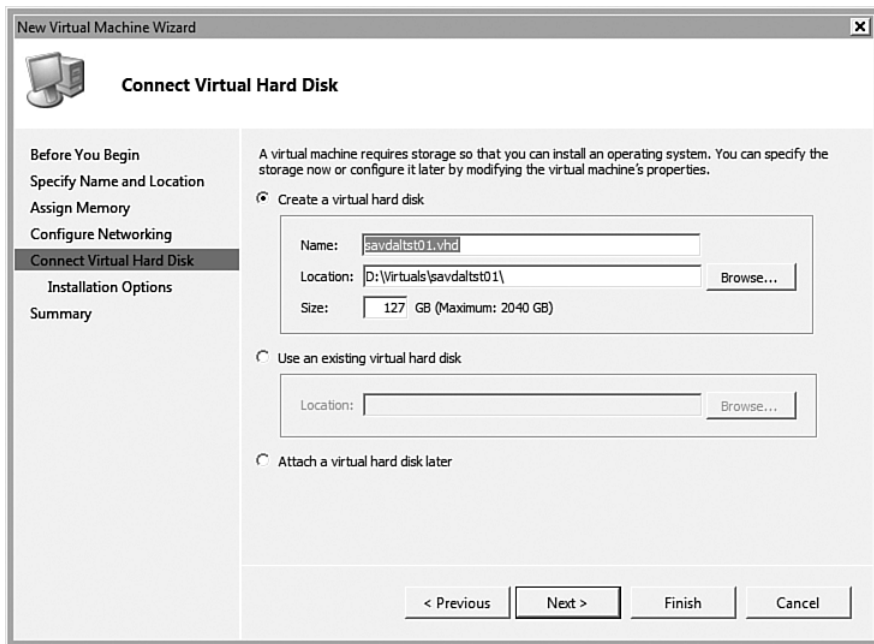 New Virtual Machine Wizard
Connect Virtual Hard Disk
Before You Begin
Specify Name and Location
Assign Memory
Configure Networking
Connect Virtual Hard Disk
Installation Options
Summary
A virtual machine requires storage so that you can install an operating system. You can specify the
storage now or configure it later by modifying the virtual machine's properties.
Create a virtual hard disk
Name: savdaltst01.vhd
Location: D:\Virtuals\savdaltst01\ Browse...
Size: 127 GB (Maximum: 2040 GB)
Use an existing virtual hard disk
Location: Browse...
Attach a virtual hard disk later
< Previous Next > Finish Cancel